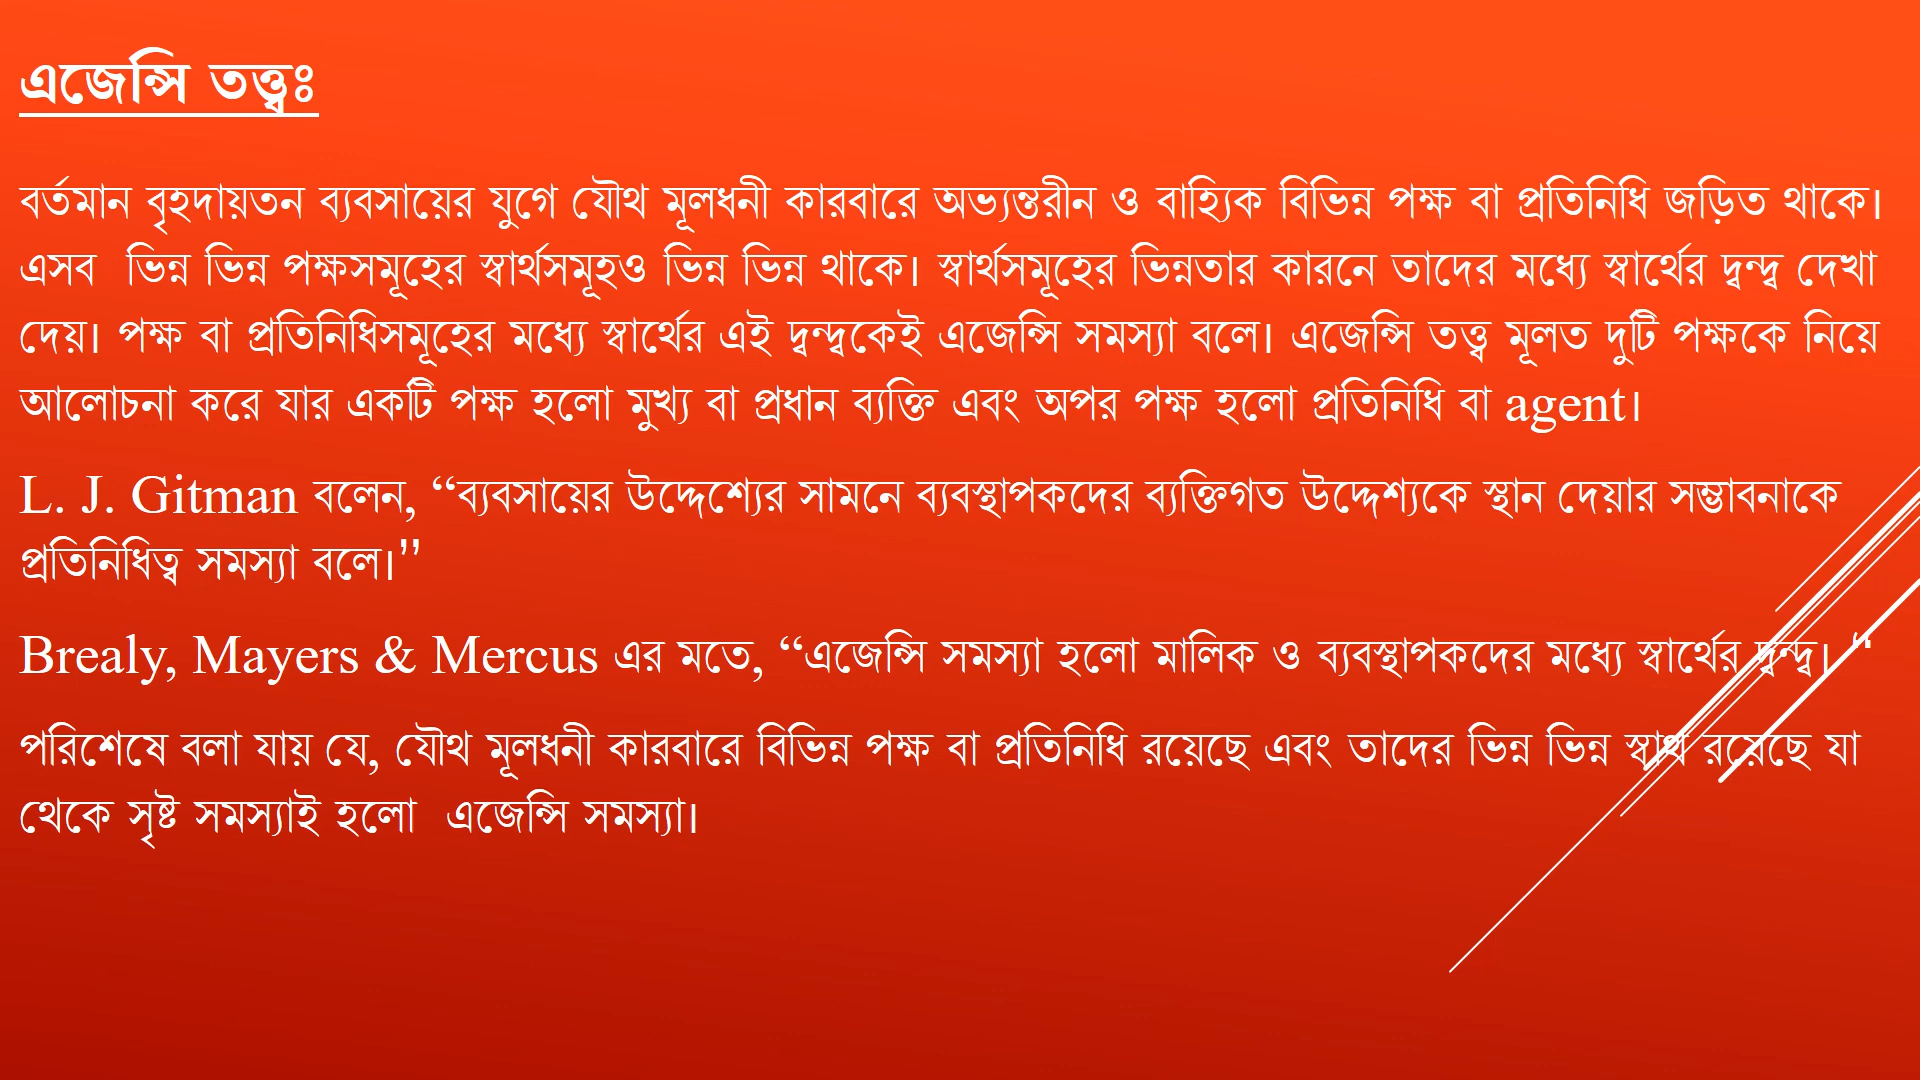 এজেন্সি তত্ত্বঃ
বর্তমান বৃহদায়তন ব্যবসায়ের যুগে যৌথ মূলধনী কারবারে অভ্যন্তরীন ও বাহ্যিক বিভিন্ন পক্ষ বা প্রতিনিধি জড়িত থাকে।
এসব  ভিন্ন ভিন্ন পক্ষসমূহের স্বার্থসমূহও ভিন্ন ভিন্ন থাকে। স্বার্থসমূহের ভিন্নতার কারনে তাদের মধ্যে স্বার্থের দ্বন্দ্ব দেখা
দেয়। পক্ষ বা প্রতিনিধিসমূহের মধ্যে স্বার্থের এই দ্বন্দ্বকেই এজেন্সি সমস্যা বলে। এজেন্সি তত্ত্ব মূলত দুটি পক্ষকে নিয়ে
আলোচনা করে যার একটি পক্ষ হলো মুখ্য বা প্রধান ব্যক্তি এবং অপর পক্ষ হলো প্রতিনিধি বা agent।
L. J. Gitman বলেন, “ব্যবসায়ের উদ্দেশ্যের সামনে ব্যবস্থাপকদের ব্যক্তিগত উদ্দেশ্যকে স্থান দেয়ার সম্ভাবনাকে
প্রতিনিধিত্ব সমস্যা বলে।”
Brealy, Mayers & Mercus এর মতে, “এজেন্সি সমস্যা হলো মালিক ও ব্যবস্থাপকদের মধ্যে স্বার্থের দ্বন্দ্ব। “
পরিশেষে বলা যায় যে, যৌথ মূলধনী কারবারে বিভিন্ন পক্ষ বা প্রতিনিধি রয়েছে এবং তাদের ভিন্ন ভিন্ন স্বার্থ রয়েছে যা
থেকে সৃষ্ট সমস্যাই হলো  এজেন্সি সমস্যা।